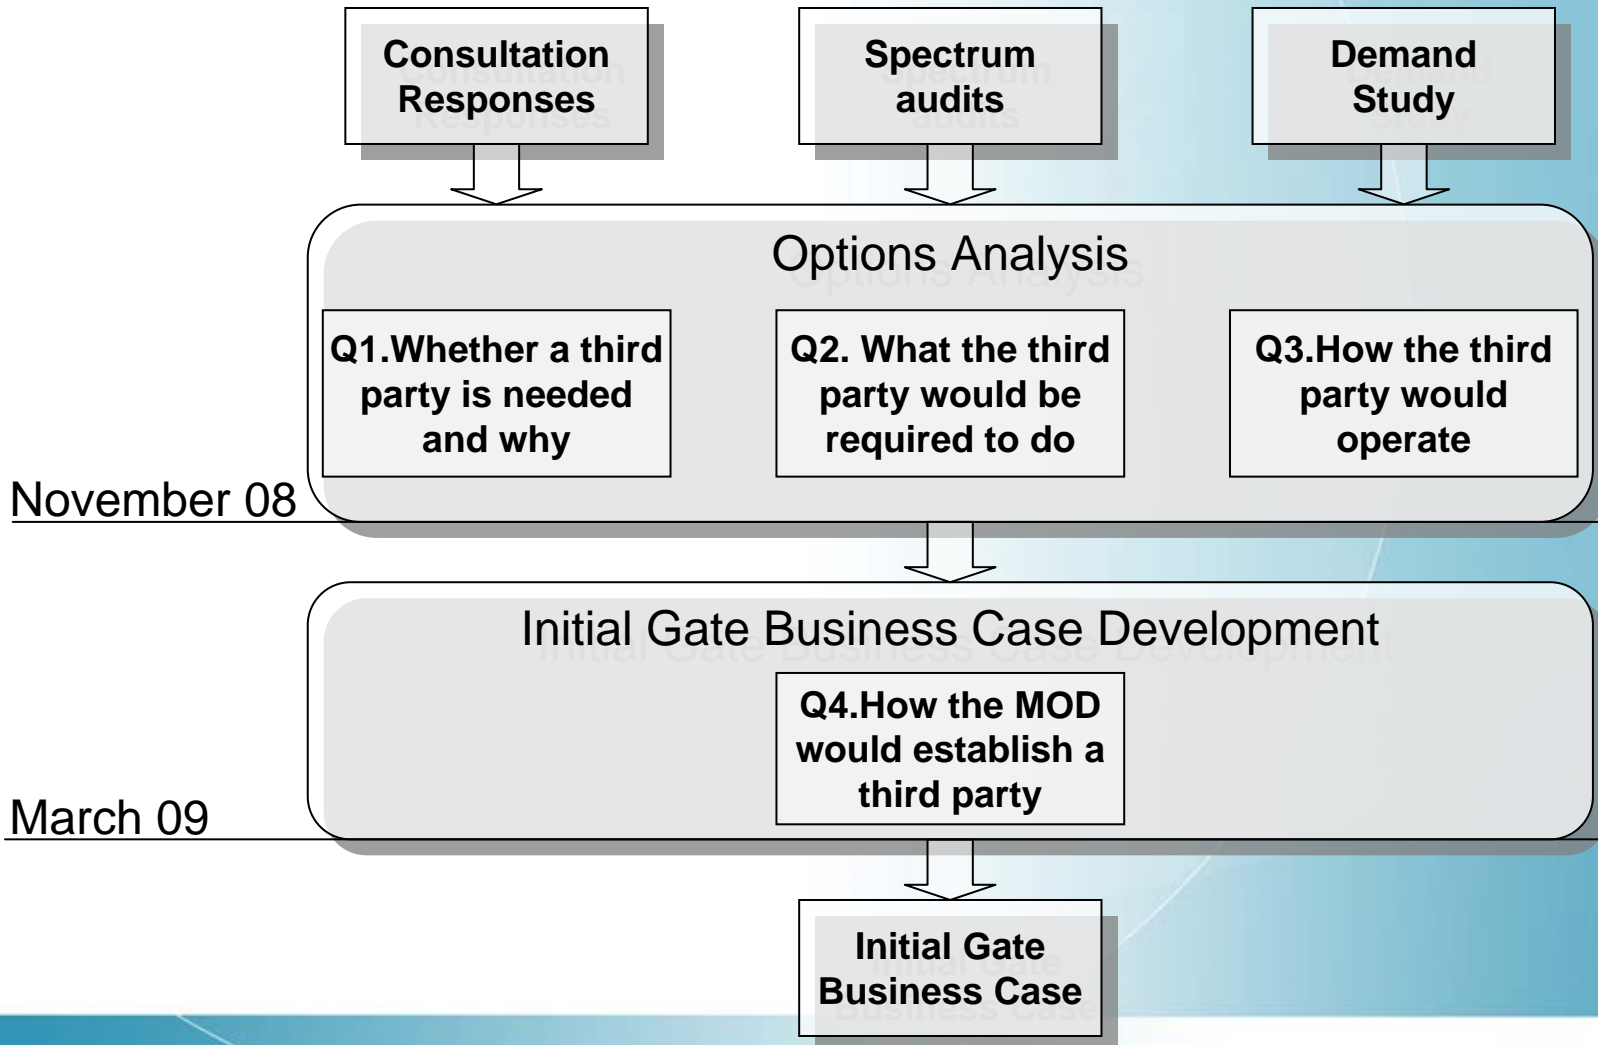 Consultation
Responses
Spectrum
audits
Demand
Study
Options Analysis
Q1.Whether a third
party is needed
and why
Q2. What the third
party would be
required to do
Q3.How the third
party would
operate
November 08
Initial Gate Business Case Development
Q4.How the MOD
would establish a
third party
March 09
Initial Gate
Business Case